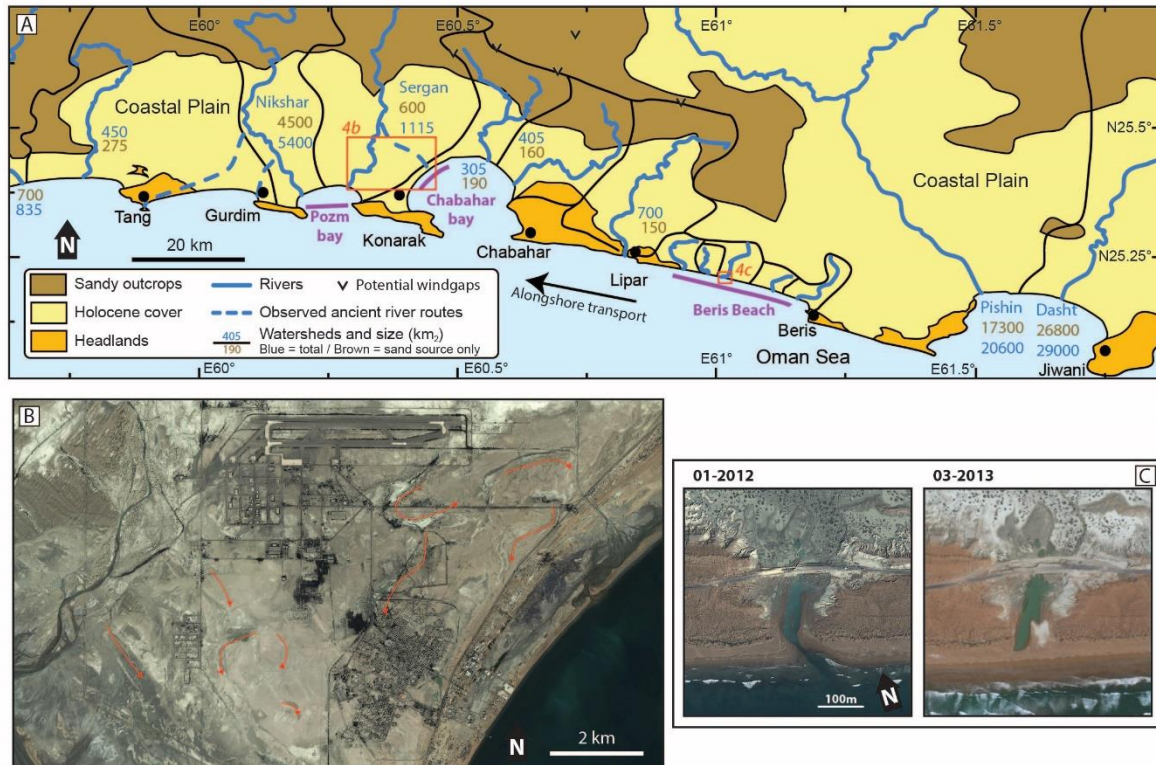 A
E60°
E60.5°
E61.5°
Coastal Plain
Nikshar
4500
5400
Sergan
600
1115
4b
450
275
405
160
N25.5°
700
835
305
190
Chabahar
bay
Coastal Plain
Tang
Gurdim
Pozm
bay
Konarak
700
150
N
20 km
Chabahar
4c
N25.25°
Lipar
Alongshore transport
Beris Beach
Beris
Oman Sea
Pishin
17300
20600
Dasht
26800
29000
Jiwani
Sandy outcrops
Rivers
Potential windgaps
Holocene cover
Observed ancient river routes
Headlands
405
190
Watersheds and size (km₂)
Blue = total / Brown = sand source only
E60°
E60.5°
E61°
E61.5°
B
N
2 km
01-2012
03-2013
C
100m
N